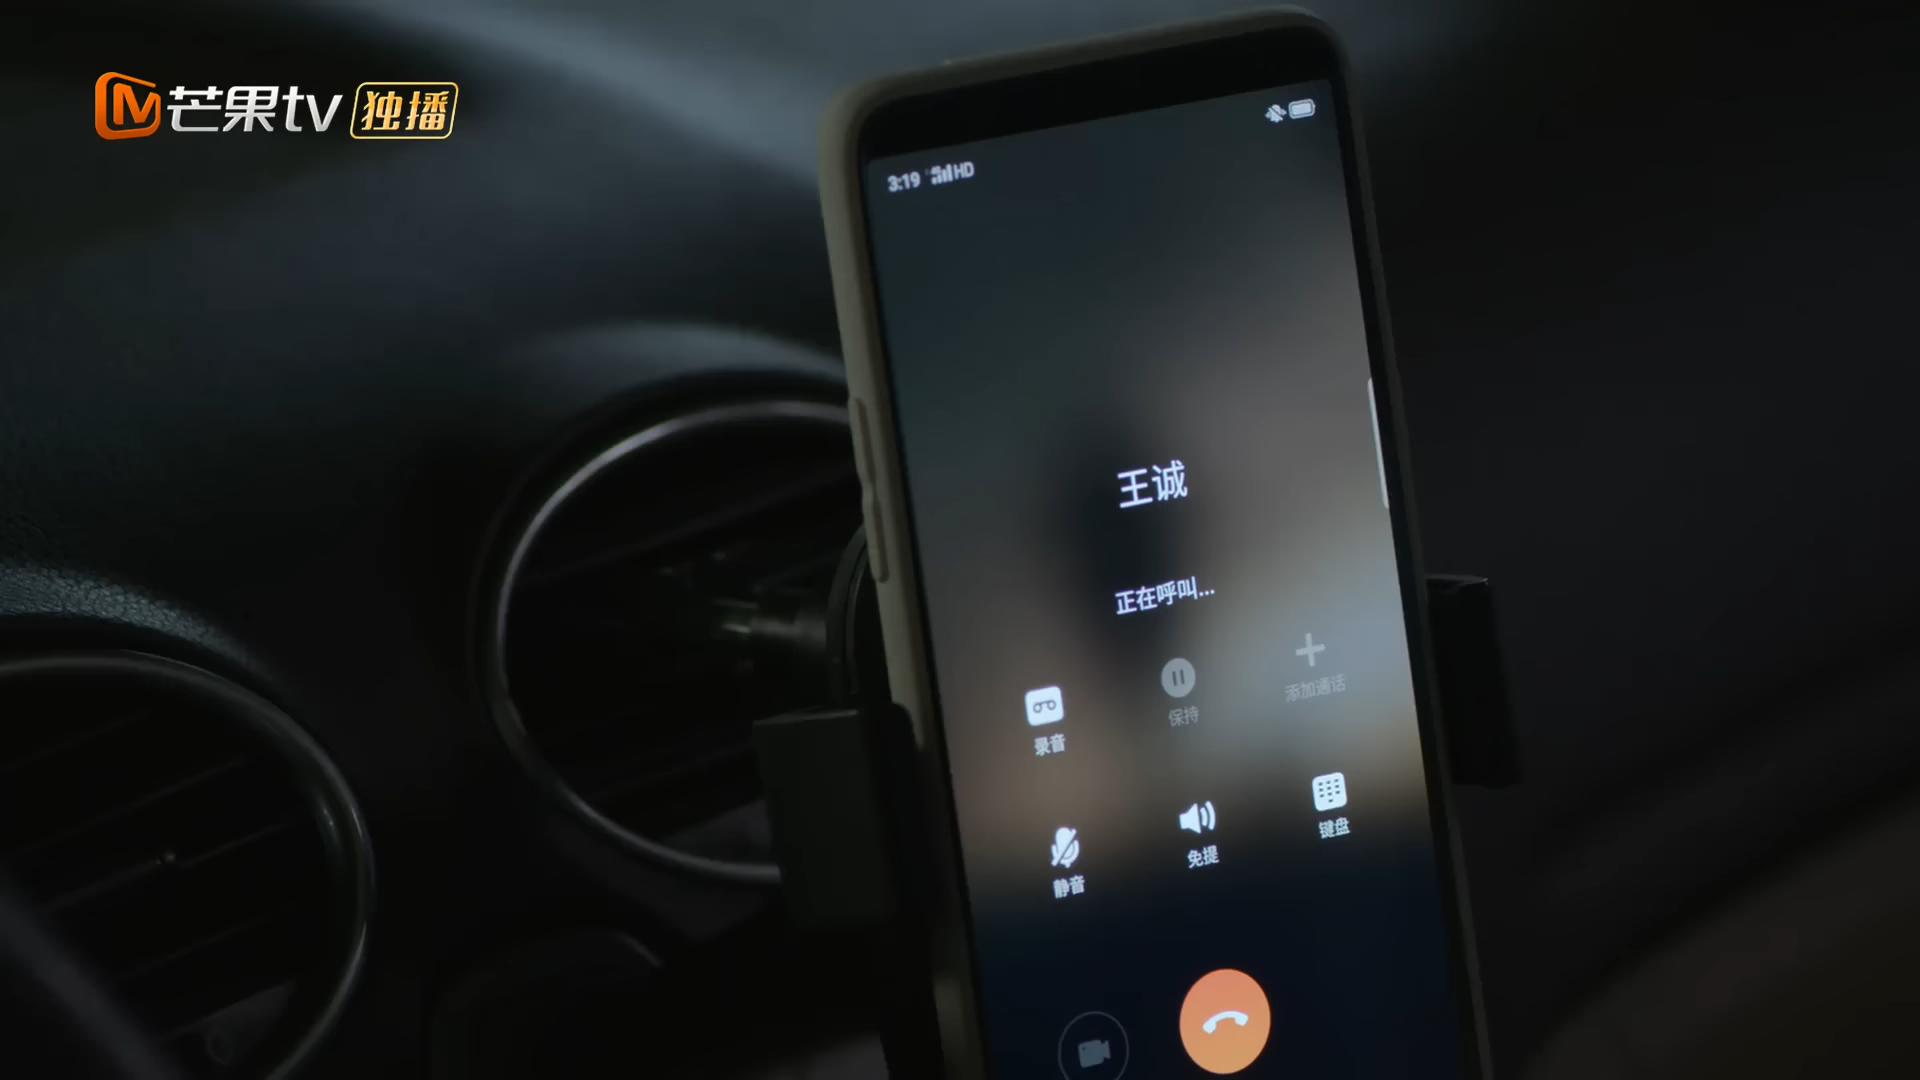 芒果tv 独播
3:19 HD
王诚
正在呼叫...
录音 保持 添加通话
静音 免提 键盘